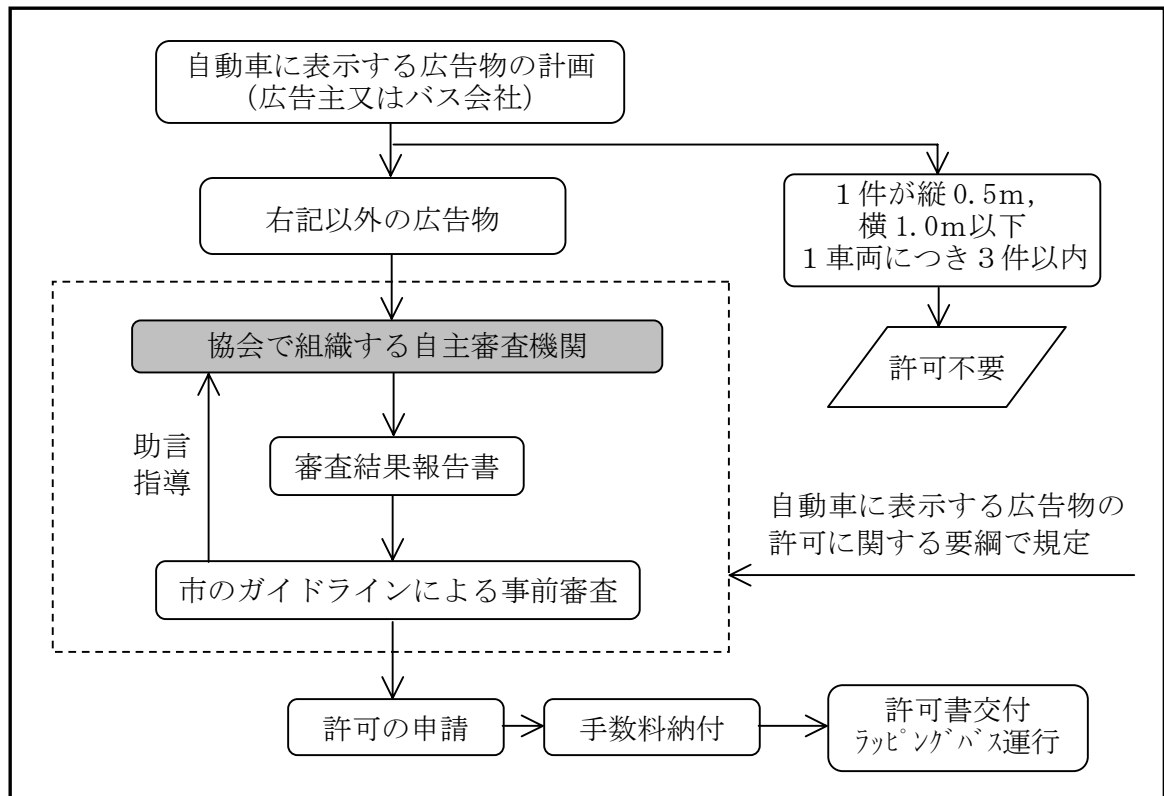 自動車に表示する広告物の計画
（広告主又はバス会社）
右記以外の広告物
１件が縦 0.5m，
横 1.0m以下
１車両につき３件以内
許可不要
協会で組織する自主審査機関
助言
指導
審査結果報告書
市のガイドラインによる事前審査
自動車に表示する広告物の
許可に関する要綱で規定
許可の申請
手数料納付
許可書交付
ﾗｯﾋﾟﾝｸﾞﾊﾞｽ運行